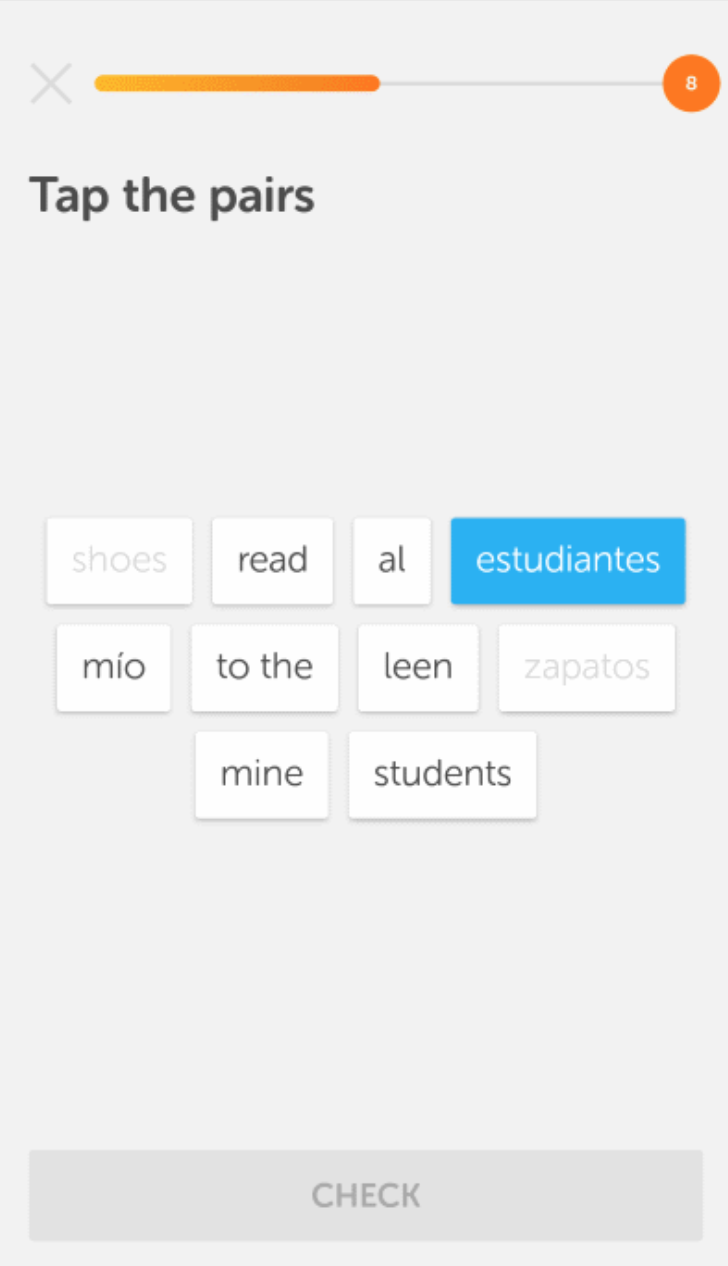 8
Tap the pairs
shoes read al estudiantes
mío to the leen zapatos
mine students
CHECK